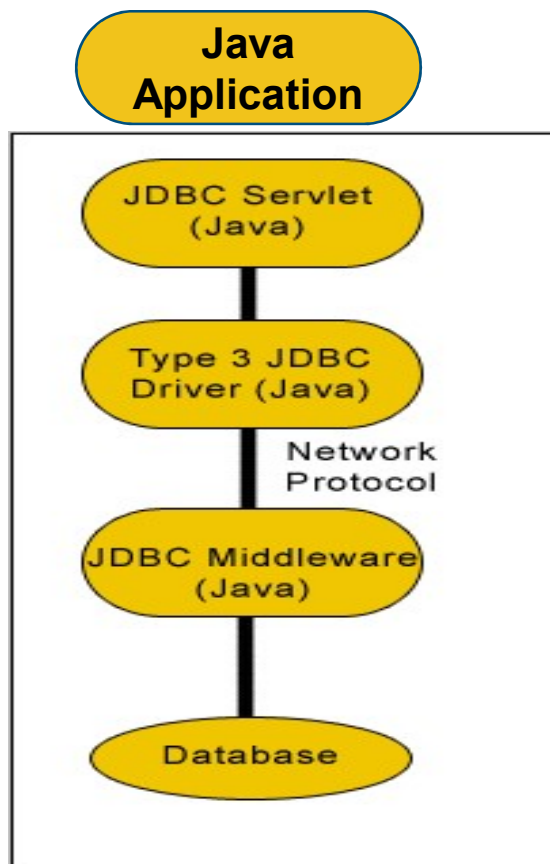 Java
Application
JDBC Servlet
(Java)
Type 3 JDBC
Driver (Java)
Network
Protocol
JDBC Middleware
(Java)
Database